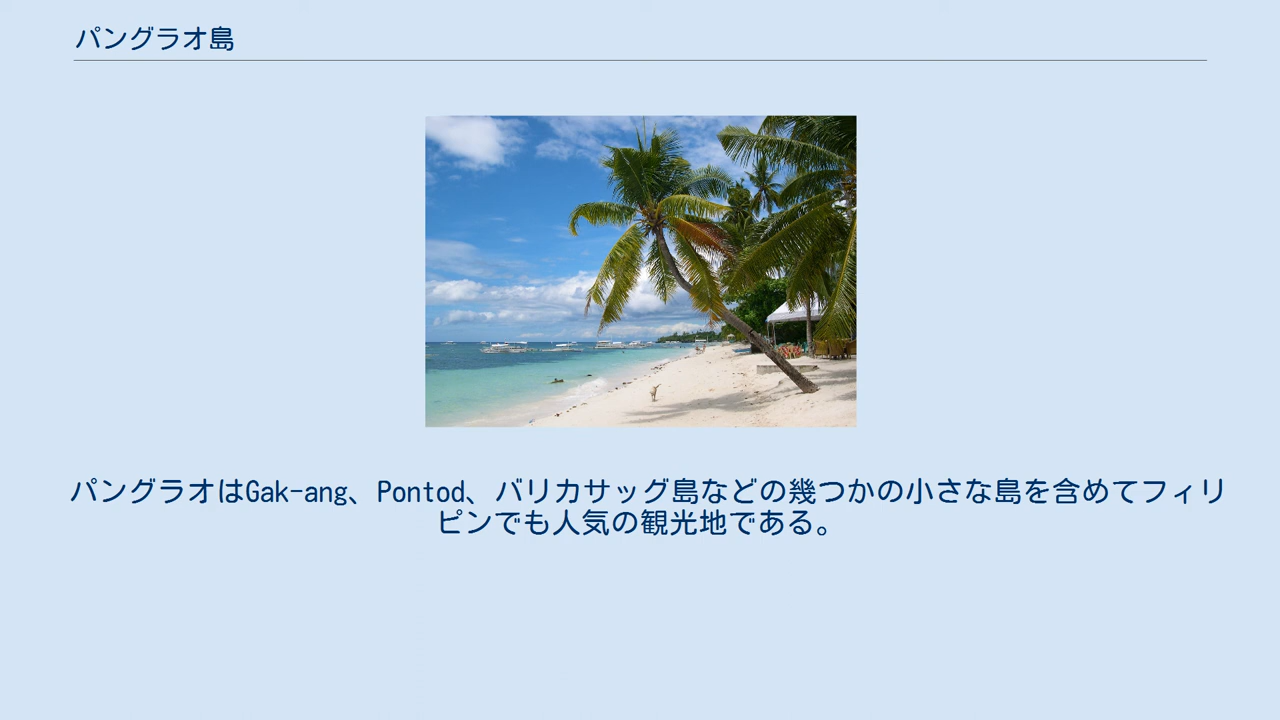 パングラオ島
パングラオはGak-ang、Pontod、バリカサッグ島などの幾つかの小さな島を含めてフィリ
ピンでも人気の観光地である。